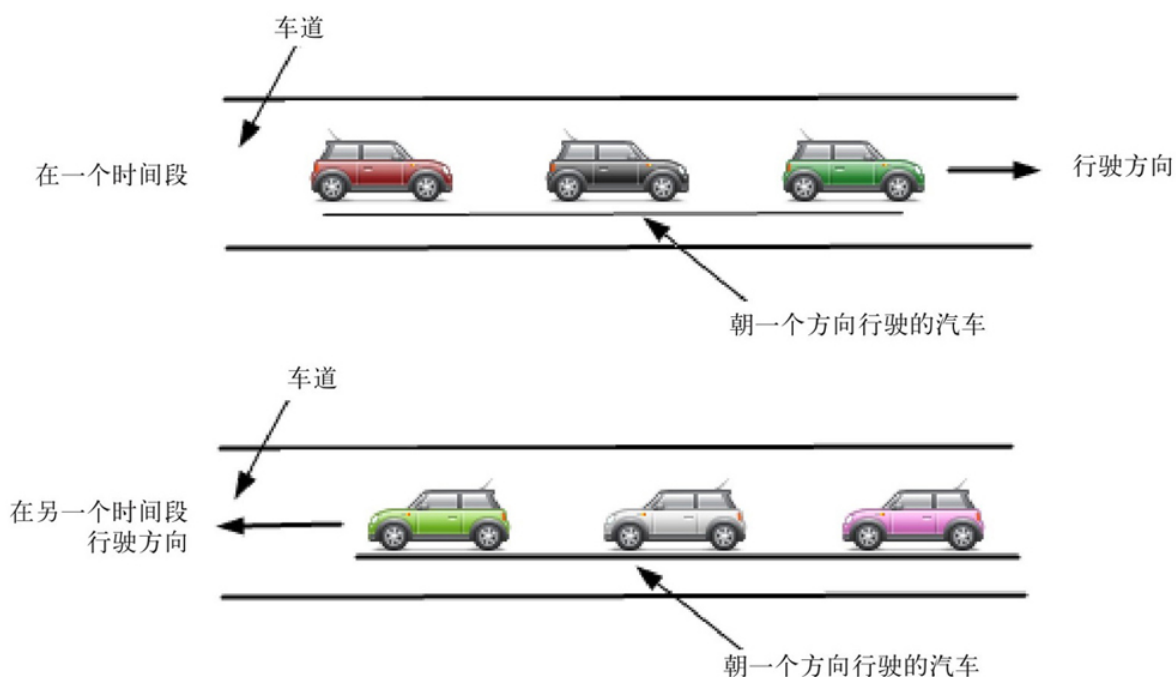 车道
在一个时间段
行驶方向
朝一个方向行驶的汽车
车道
在另一个时间段
行驶方向
朝一个方向行驶的汽车